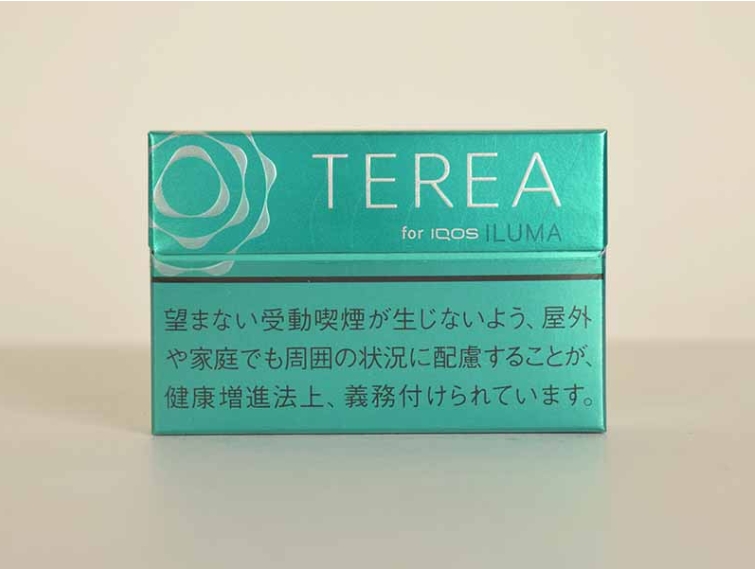 TEREA
for IQOS ILUMA
望まない受動喫煙が生じないよう、屋外
や家庭でも周囲の状況に配慮することが、
健康増進法上、義務付けられています。